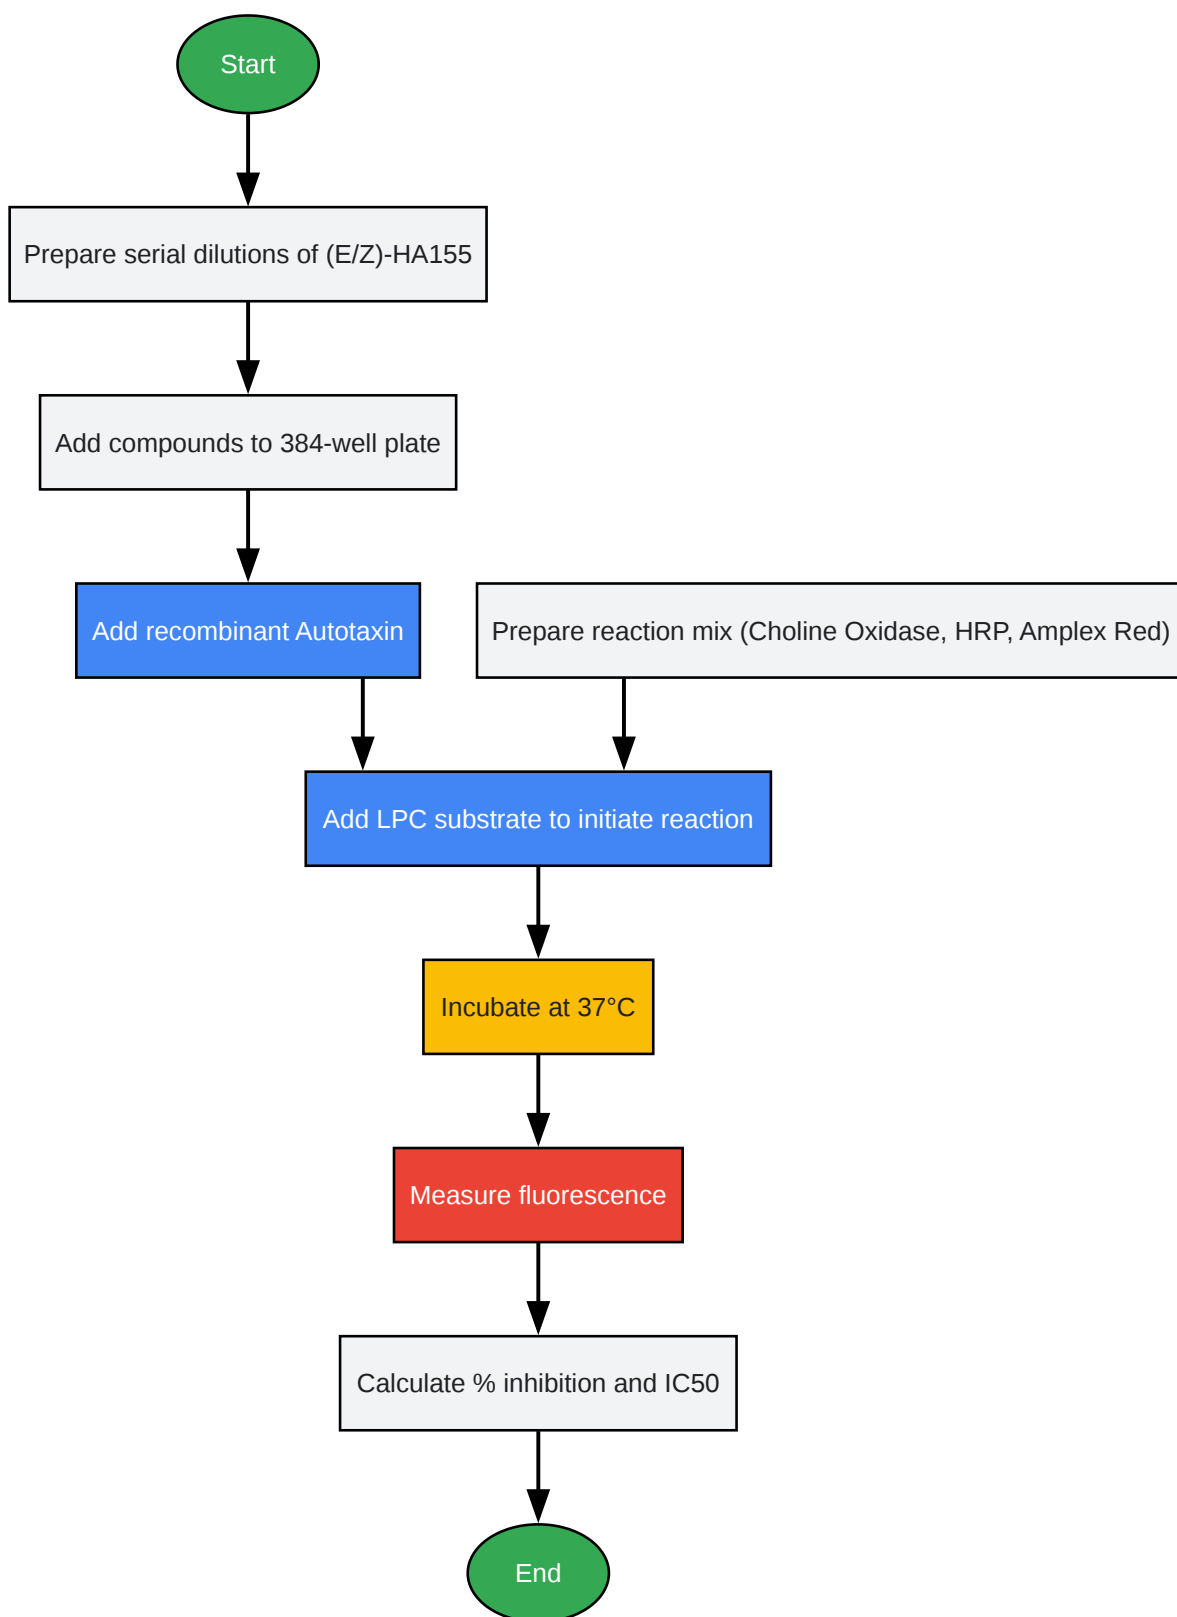 Start
Prepare serial dilutions of (E/Z)-HA155
Add compounds to 384-well plate
Add recombinant Autotaxin
Prepare reaction mix (Choline Oxidase, HRP, Amplex Red)
Add LPC substrate to initiate reaction
Incubate at 37°C
Measure fluorescence
Calculate % inhibition and IC50
End